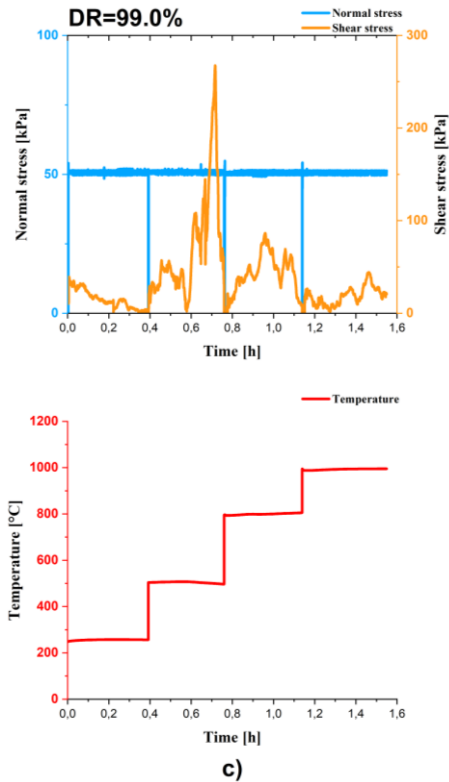 DR=99.0%
Normal stress
Shear stress
100
50
0
Normal stress [kPa]
300
200
100
0
Shear stress [kPa]
0,0 0,2 0,4 0,6 0,8 1,0 1,2 1,4 1,6
Time [h]
Temperature
1200
1000
800
600
400
200
0
Temperature [°C]
0,0 0,2 0,4 0,6 0,8 1,0 1,2 1,4 1,6
Time [h]
c)